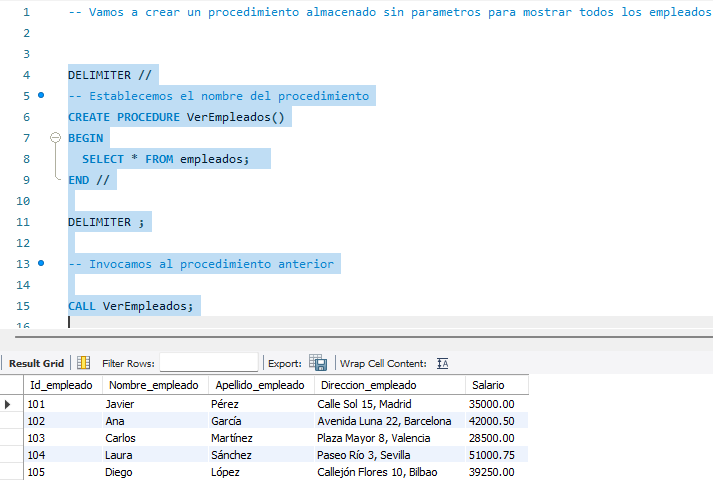 1 -- Vamos a crear un procedimiento almacenado sin parametros para mostrar todos los empleados
2
3
4 DELIMITER //
5 -- Establecemos el nombre del procedimiento
6 CREATE PROCEDURE VerEmpleados()
7 BEGIN
8 SELECT * FROM empleados;
9 END //
10
11 DELIMITER ;
12
13 -- Invocamos al procedimiento anterior
14
15 CALL VerEmpleados;
16
Result Grid Filter Rows: Export: Wrap Cell Content: IA
Id_empleado Nombre_empleado Apellido_empleado Direccion_empleado Salario
101 Javier Pérez Calle Sol 15, Madrid 35000.00
102 Ana García Avenida Luna 22, Barcelona 42000.50
103 Carlos Martínez Plaza Mayor 8, Valencia 28500.00
104 Laura Sánchez Paseo Río 3, Sevilla 51000.75
105 Diego López Callejón Flores 10, Bilbao 39250.00